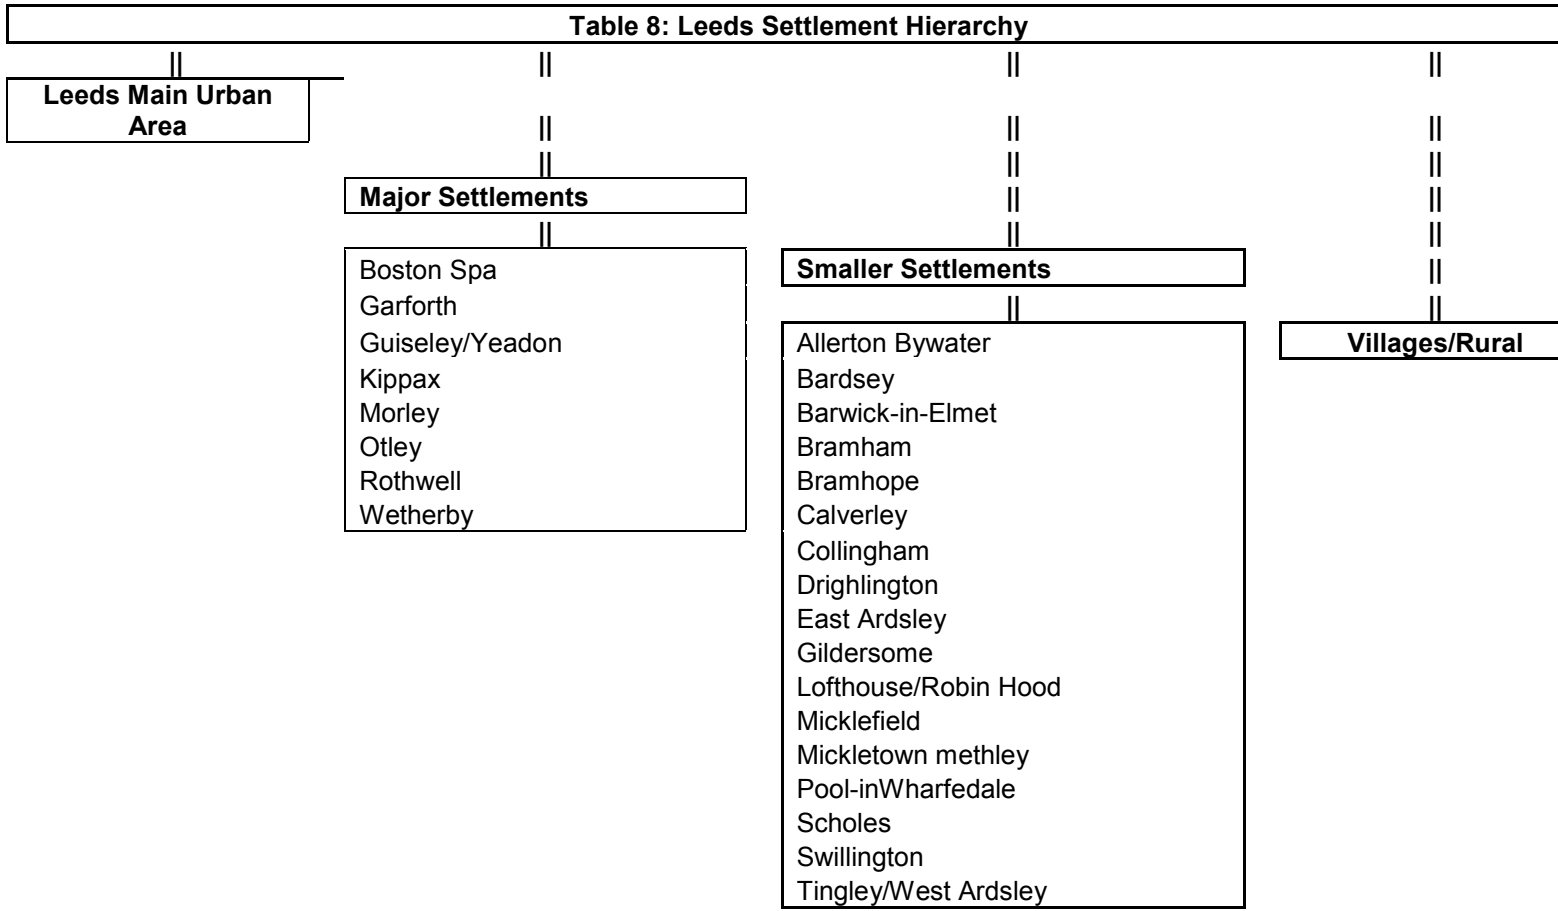 Table 8: Leeds Settlement Hierarchy
|| || || ||
Leeds Main Urban
Area
|| || ||
|| || ||
Major Settlements
|| ||
|| || ||
Boston Spa
Garforth
Guiseley/Yeadon
Kippax
Morley
Otley
Rothwell
Wetherby
Smaller Settlements
||
|| ||
Allerton Bywater
Bardsey
Barwick-in-Elmet
Bramham
Bramhope
Calverley
Collingham
Drighlington
East Ardsley
Gildersome
Lofthouse/Robin Hood
Micklefield
Mickletown methley
Pool-inWharfedale
Scholes
Swillington
Tingley/West Ardsley
Villages/Rural